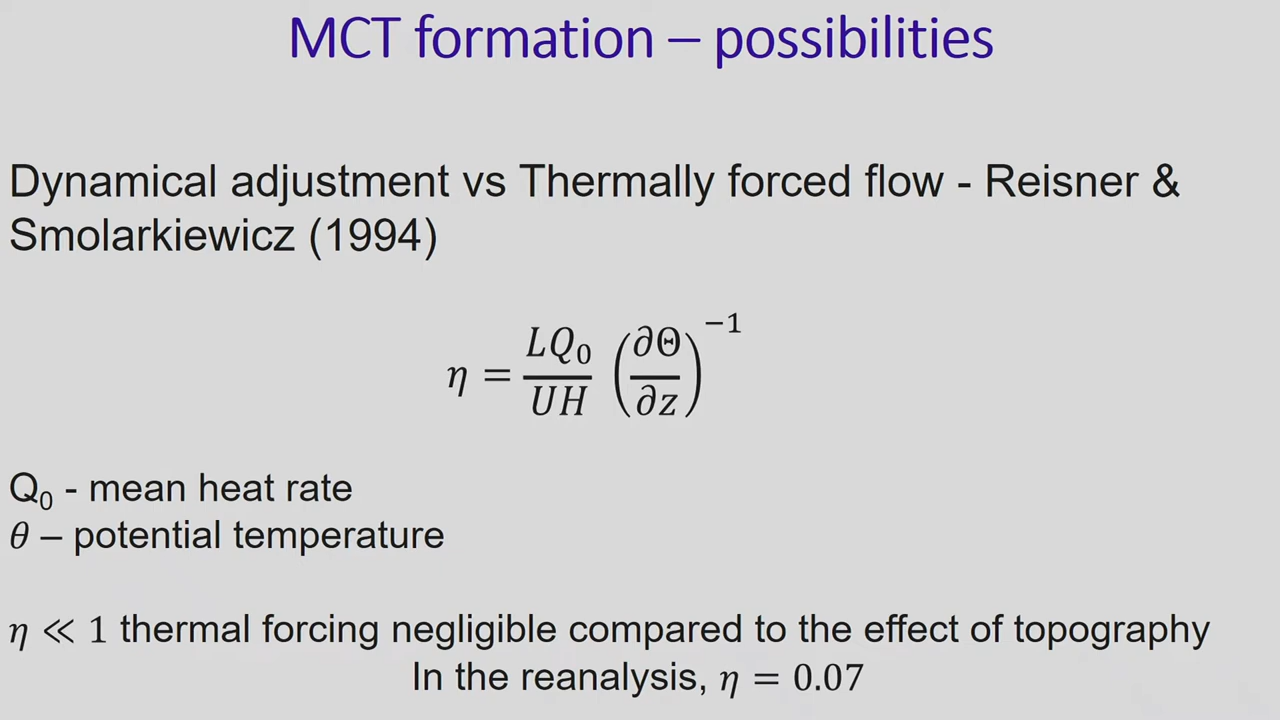 MCT formation – possibilities
Dynamical adjustment vs Thermally forced flow - Reisner &
Smolarkiewicz (1994)
η = LQ₀/UH (∂Θ/∂z)⁻¹
Q₀ - mean heat rate
θ – potential temperature
η ≪ 1 thermal forcing negligible compared to the effect of topography
In the reanalysis, η = 0.07